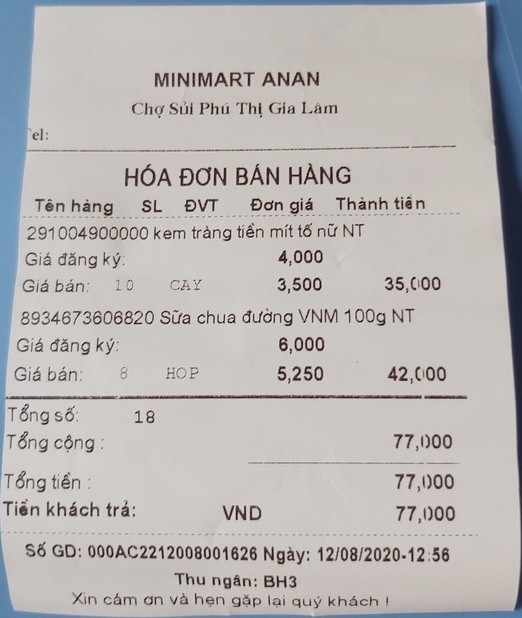 MINIMART ANAN
Chợ Sủi Phú Thị Gia Lâm
Tel:
HÓA ĐƠN BÁN HÀNG
Tên hàng SL ĐVT Đơn giá Thành tiền
291004900000 kem tràng tiền mít tố nữ NT
Giá đăng ký: 4,000
Giá bán: 10 CAY 3,500 35,000
8934673606820 Sữa chua đường VNM 100g NT
Giá đăng ký: 6,000
Giá bán: 8 HOP 5,250 42,000
Tổng số: 18
Tổng cộng : 77,000
Tổng tiền : 77,000
Tiền khách trả: VND 77,000
Số GD: 000AC2212008001626 Ngày: 12/08/2020-12:56
Thu ngân: BH3
Xin cám ơn và hẹn gặp lại quý khách !